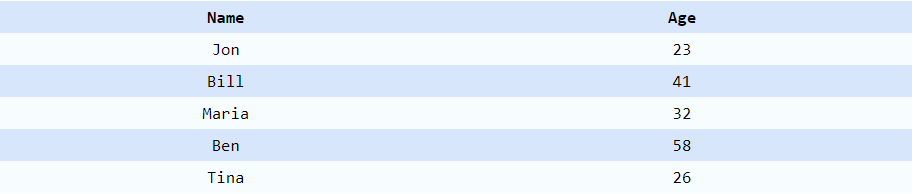 Name Age
Jon 23
Bill 41
Maria 32
Ben 58
Tina 26